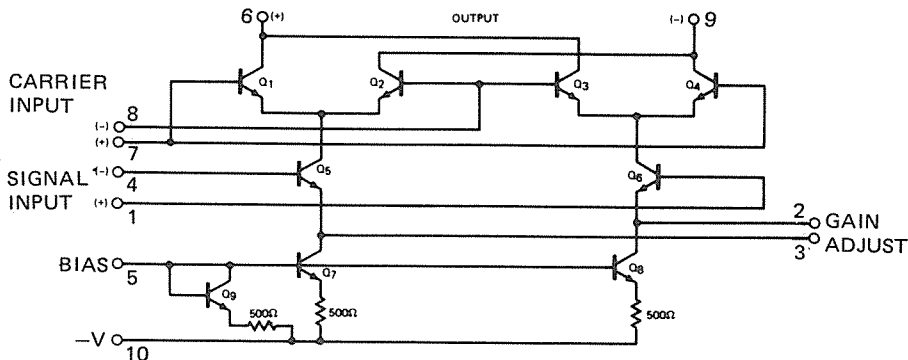 6 (+) OUTPUT (−) 9
Q1 Q2 Q3 Q4
CARRIER
INPUT
(−) 8
(+) 7
Q5 Q6
SIGNAL
INPUT
(−) 4
(+) 1
2 GAIN
3 ADJUST
BIAS 5
Q7 Q8
Q9
500Ω 500Ω 500Ω
−V 10